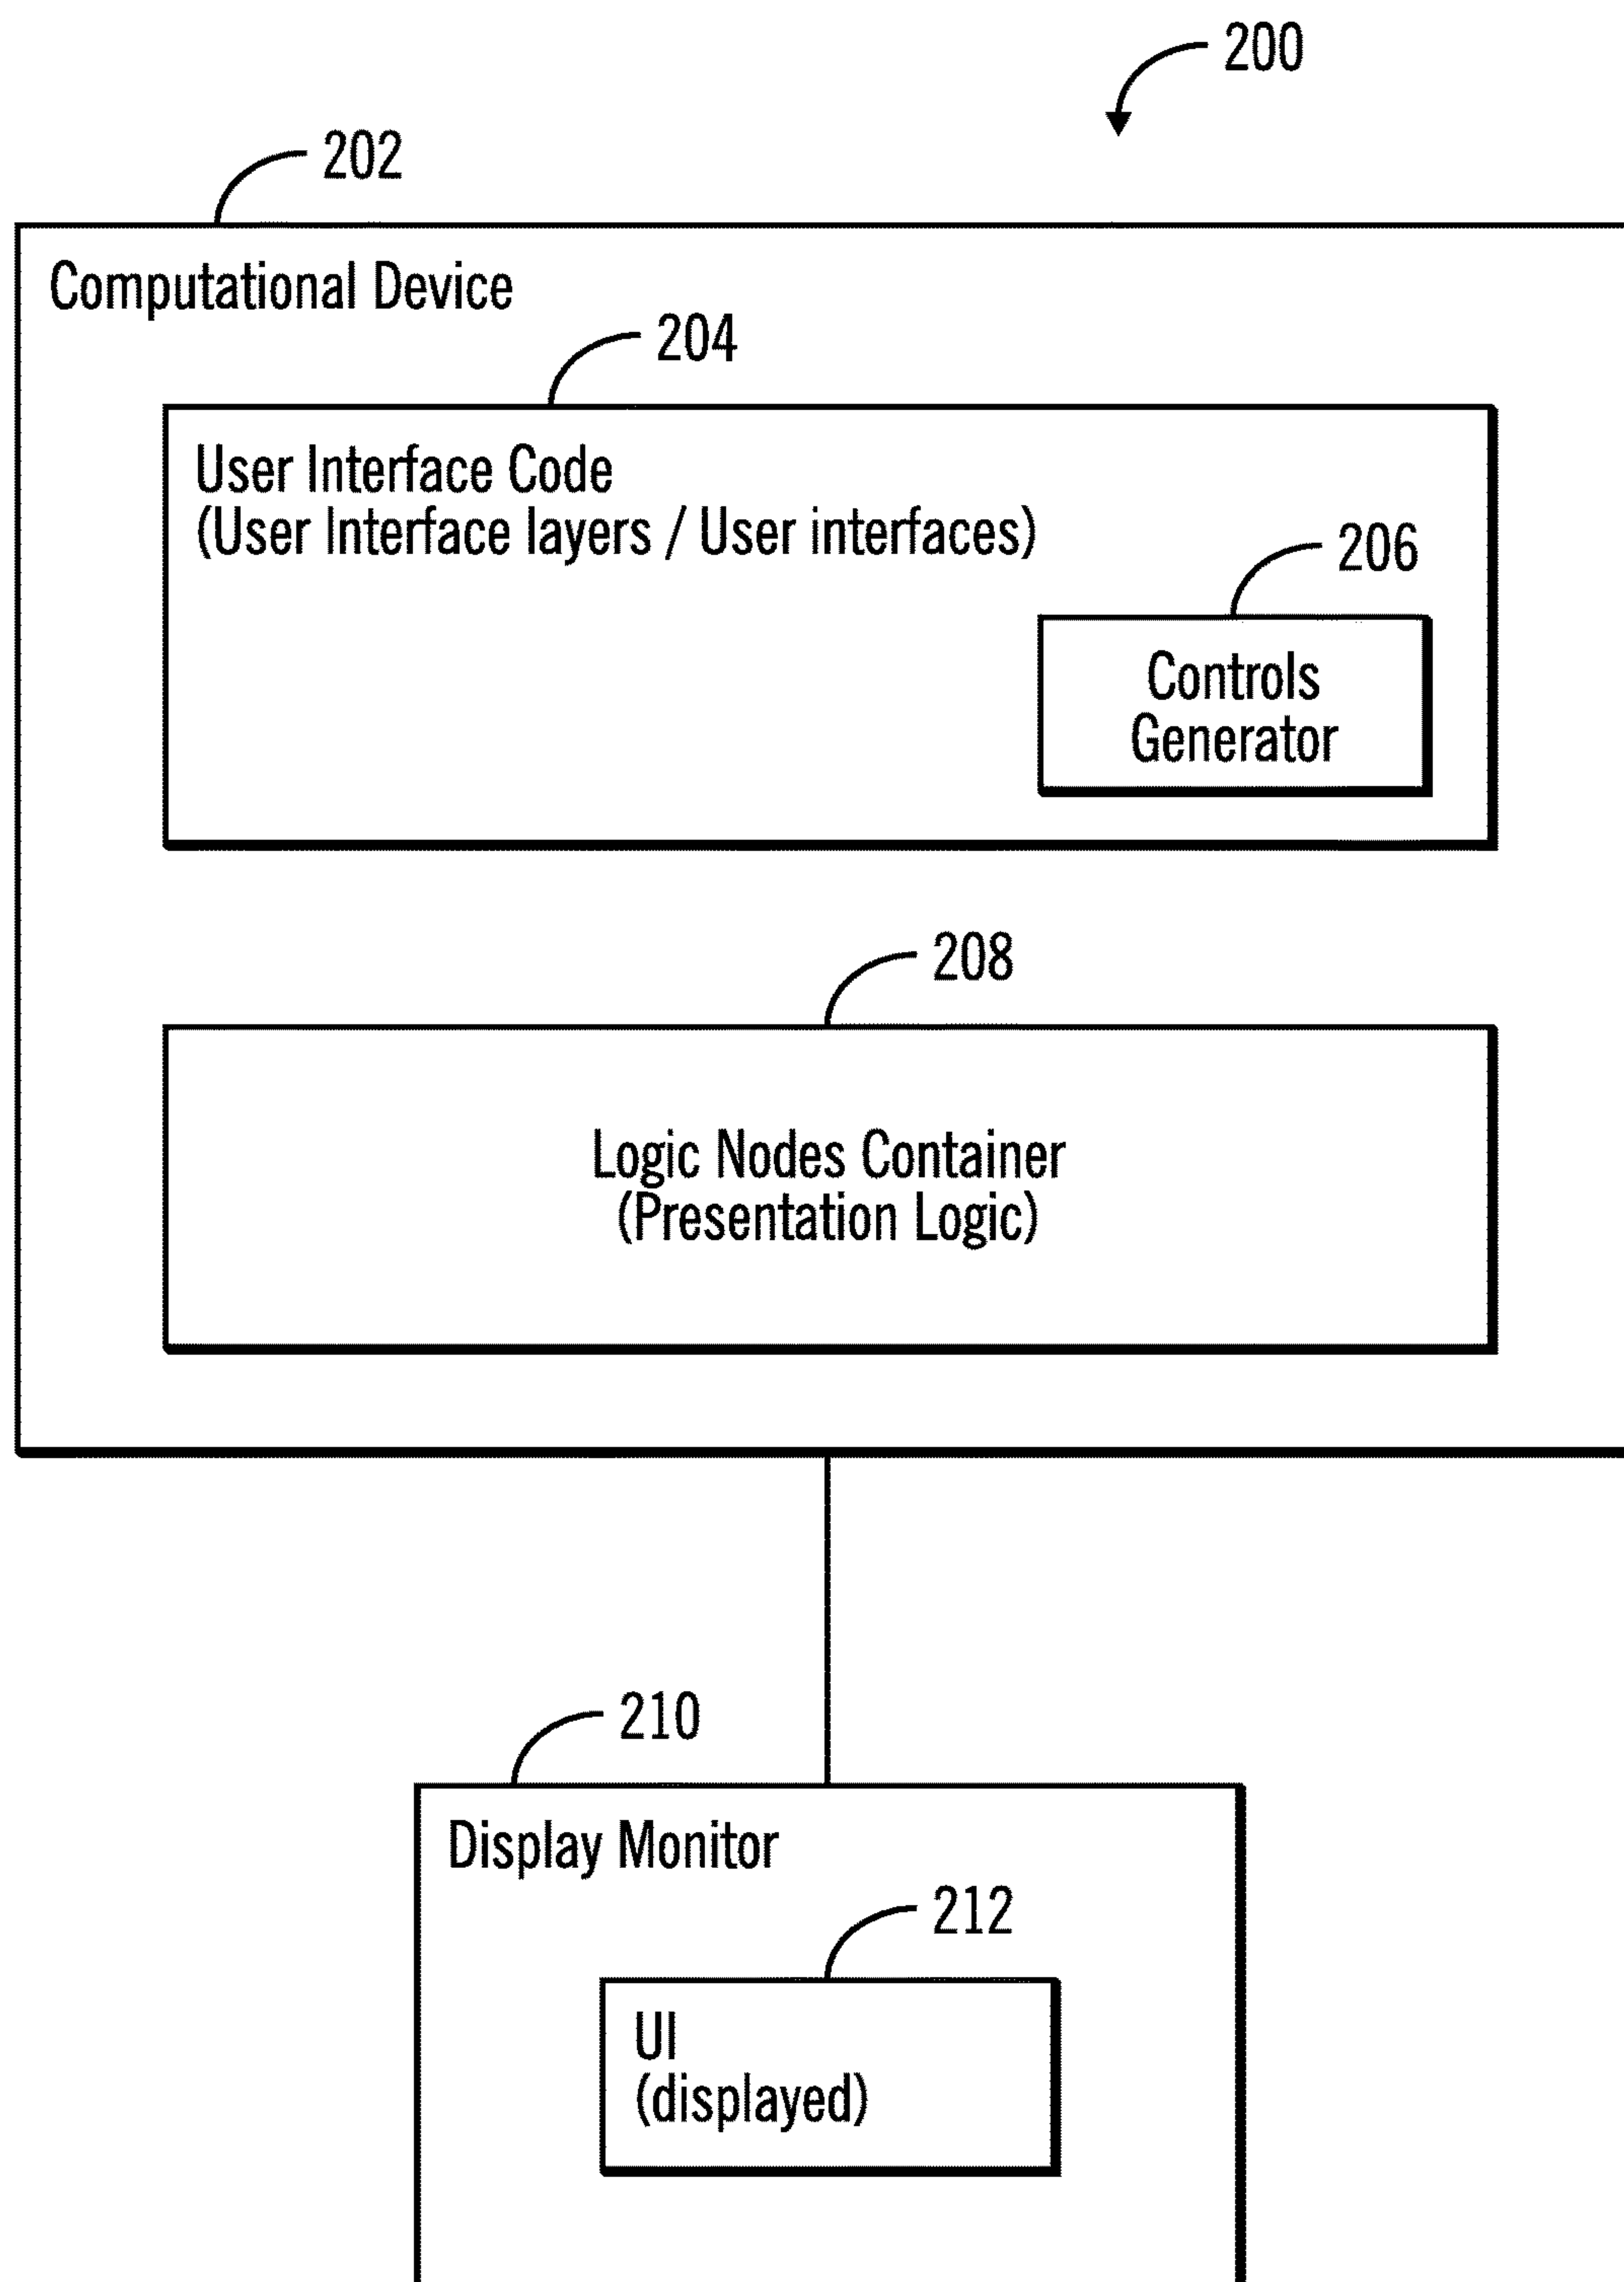 200
202
Computational Device
204
User Interface Code
(User Interface layers / User interfaces)
206
Controls
Generator
208
Logic Nodes Container
(Presentation Logic)
210
Display Monitor
212
UI
(displayed)